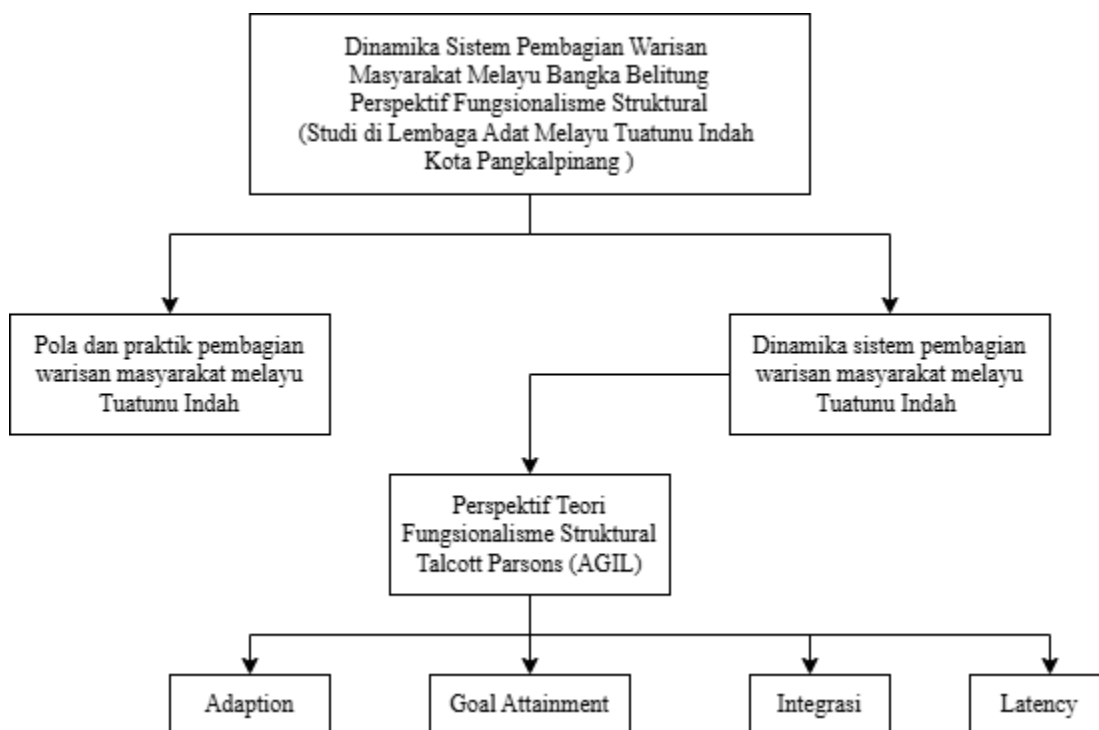 Dinamika Sistem Pembagian Warisan
Masyarakat Melayu Bangka Belitung
Perspektif Fungsionalisme Struktural
(Studi di Lembaga Adat Melayu Tuatunu Indah
Kota Pangkalpinang )
Pola dan praktik pembagian
warisan masyarakat melayu
Tuatunu Indah
Dinamika sistem pembagian
warisan masyarakat melayu
Tuatunu Indah
Perspektif Teori
Fungsionalisme Struktural
Talcott Parsons (AGIL)
Adaption
Goal Attainment
Integrasi
Latency